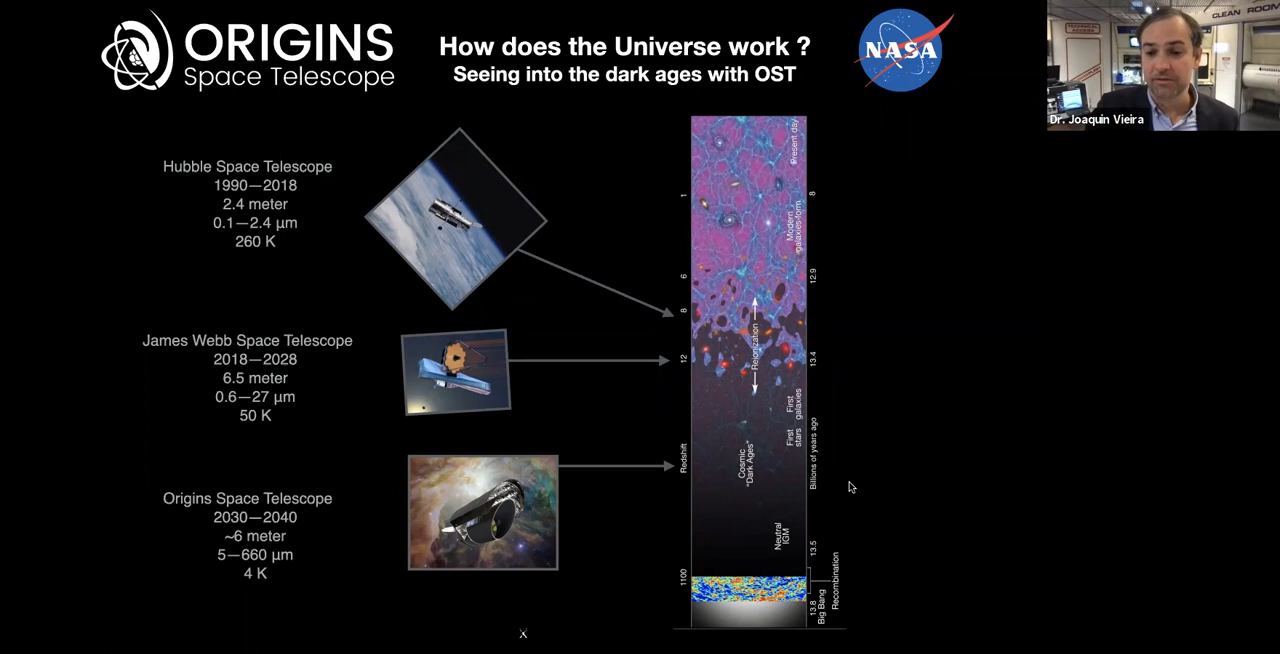 ORIGINS
Space Telescope
How does the Universe work ?
Seeing into the dark ages with OST
NASA
CLEAN ROOM
TECHNICAL
ACCESS
Dr. Joaquin Vieira
Hubble Space Telescope
1990—2018
2.4 meter
0.1—2.4 μm
260 K
James Webb Space Telescope
2018—2028
6.5 meter
0.6—27 μm
50 K
Origins Space Telescope
2030—2040
~6 meter
5—660 μm
4 K
Redshift
1
6
8
12
1100
Present day
Modern
galaxies form
Reionization
First
galaxies
First
stars
Cosmic
"Dark Ages"
Neutral
IGM
8
12.9
13.4
Billions of years ago
13.5
13.8
Big Bang
Recombination